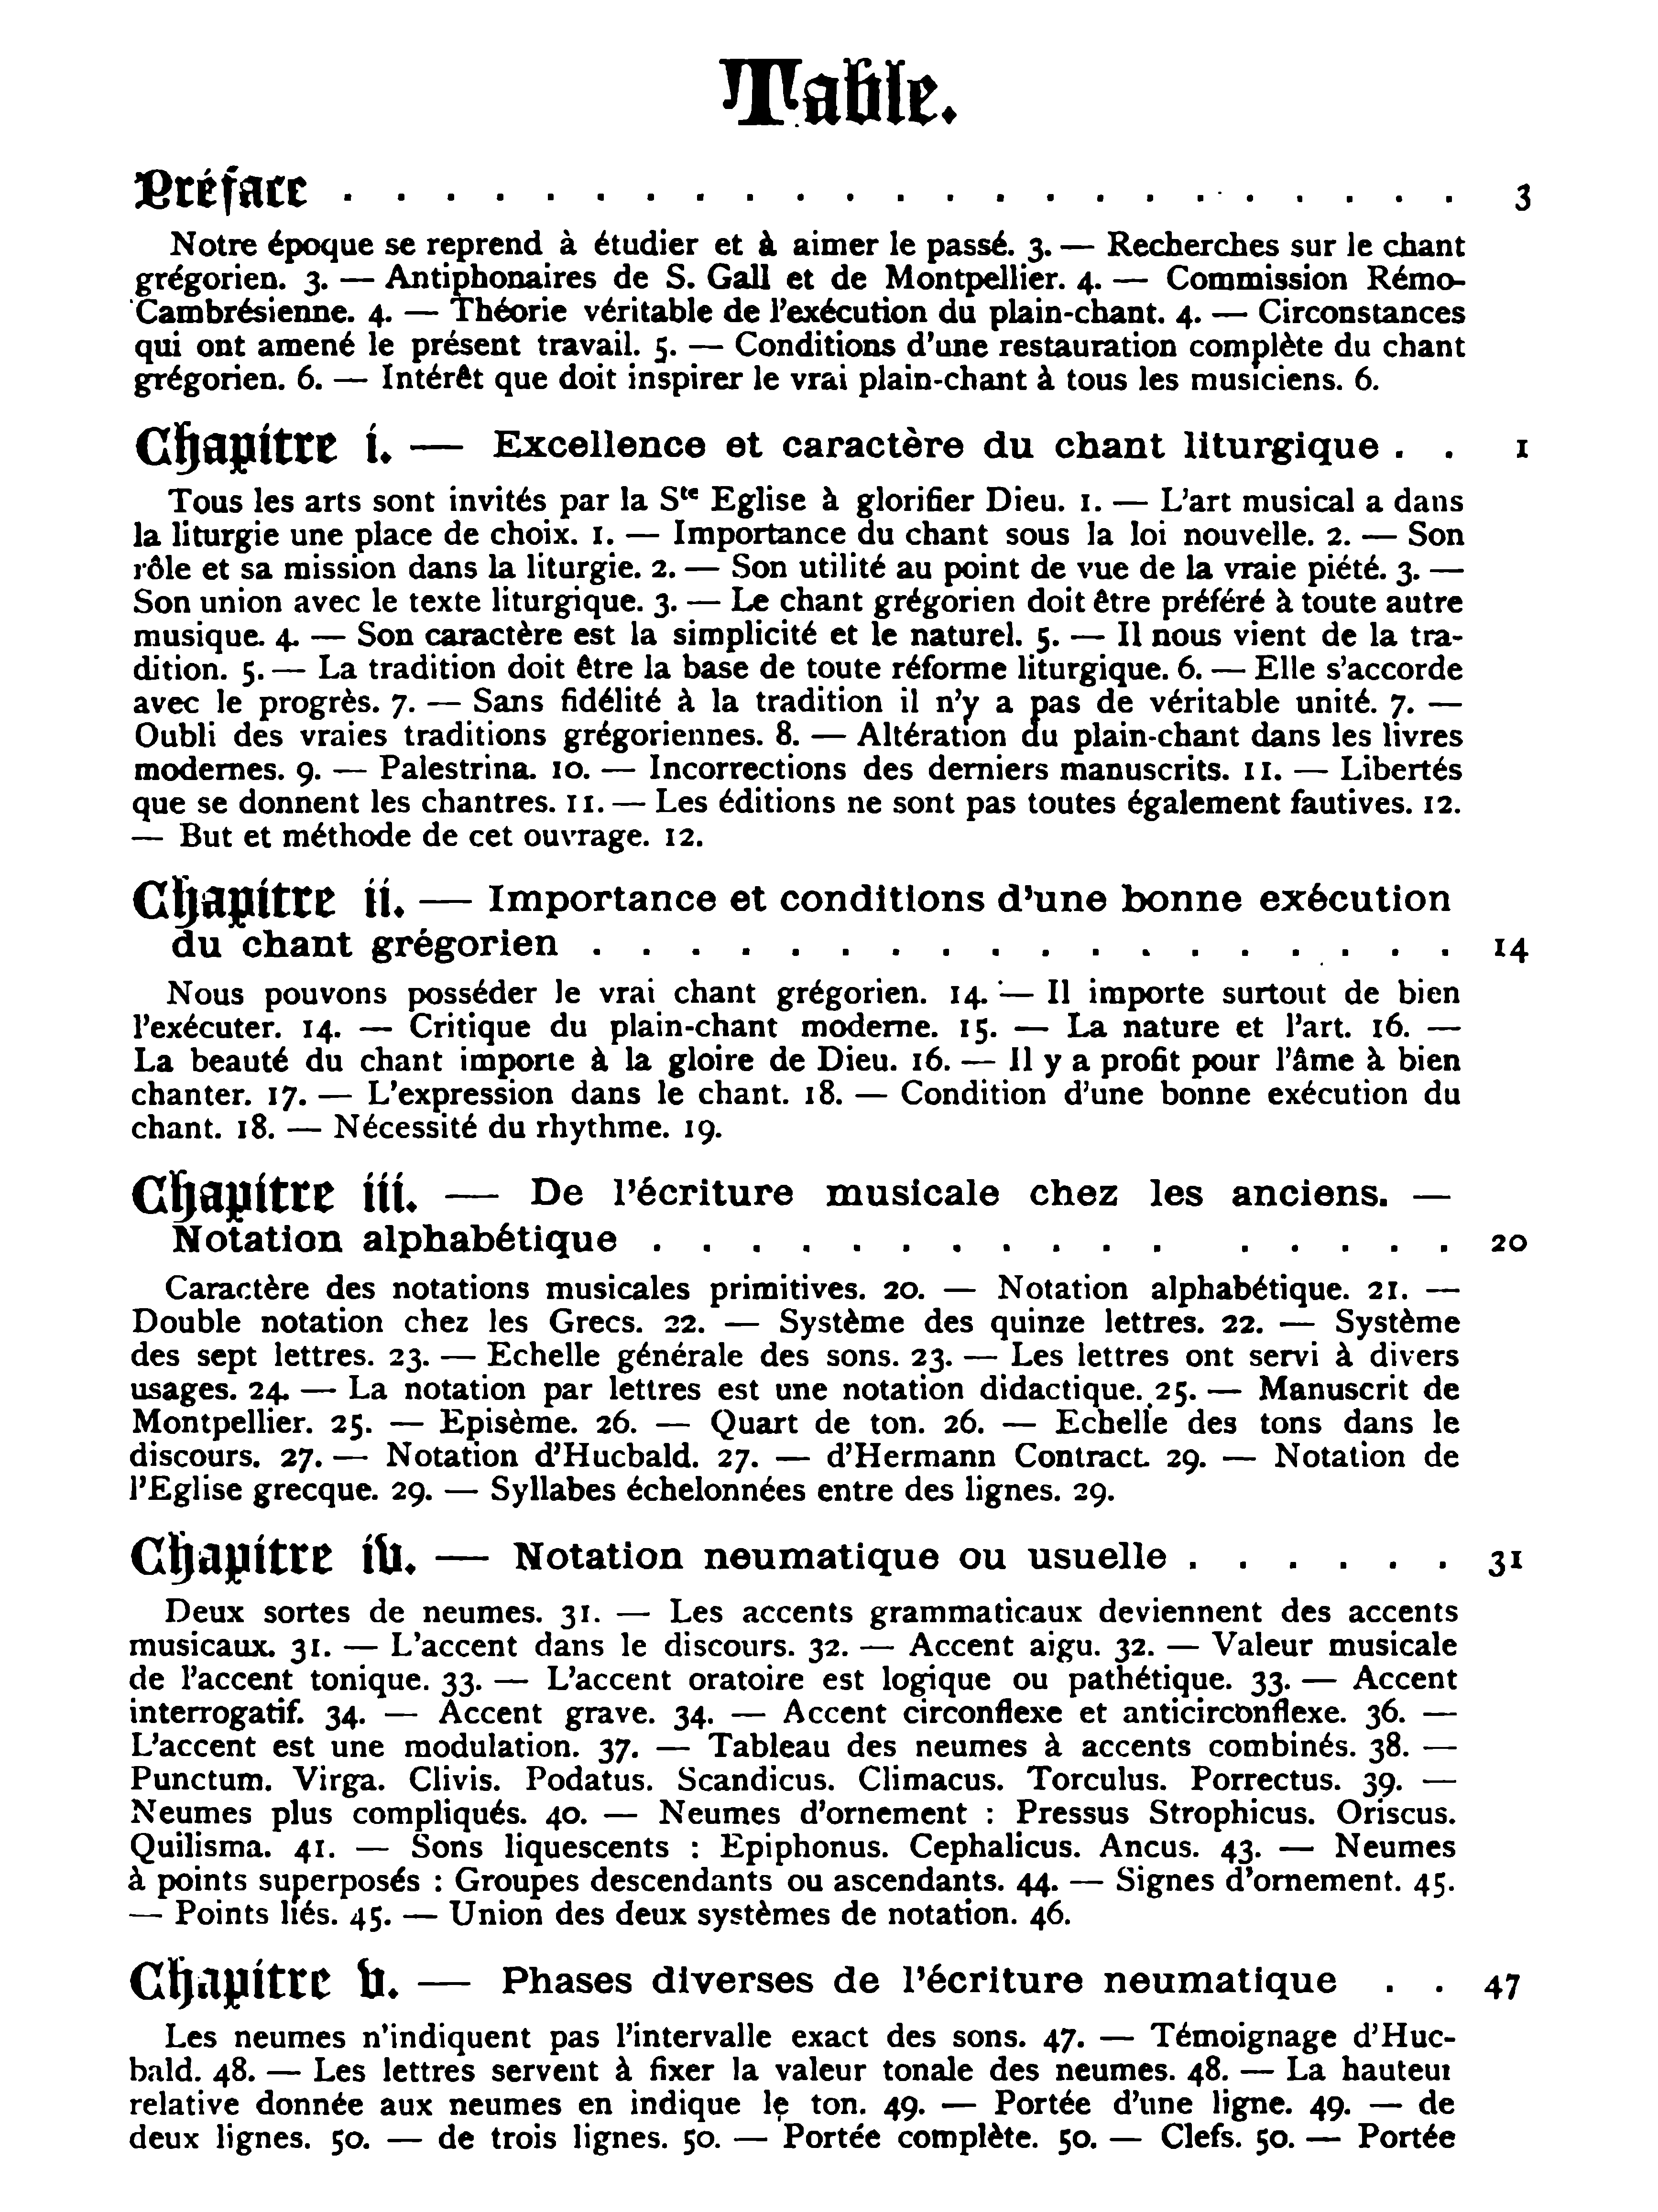 Table.
Préface . . . . . . . . . . . . . . . . . . . . . . . 3
Notre époque se reprend à étudier et à aimer le passé. 3. — Recherches sur le chant
grégorien. 3. — Antiphonaires de S. Gall et de Montpellier. 4. — Commission Rémo-
Cambrésienne. 4. — Théorie véritable de l'exécution du plain-chant. 4. — Circonstances
qui ont amené le présent travail. 5. — Conditions d'une restauration complète du chant
grégorien. 6. — Intérêt que doit inspirer le vrai plain-chant à tous les musiciens. 6.
Chapitre i. — Excellence et caractère du chant liturgique . . 1
Tous les arts sont invités par la Ste Eglise à glorifier Dieu. 1. — L'art musical a dans
la liturgie une place de choix. 1. — Importance du chant sous la loi nouvelle. 2. — Son
rôle et sa mission dans la liturgie. 2. — Son utilité au point de vue de la vraie piété. 3. —
Son union avec le texte liturgique. 3. — Le chant grégorien doit être préféré à toute autre
musique. 4. — Son caractère est la simplicité et le naturel. 5. — Il nous vient de la tra-
dition. 5. — La tradition doit être la base de toute réforme liturgique. 6. — Elle s'accorde
avec le progrès. 7. — Sans fidélité à la tradition il n'y a pas de véritable unité. 7. —
Oubli des vraies traditions grégoriennes. 8. — Altération du plain-chant dans les livres
modernes. 9. — Palestrina. 10. — Incorrections des derniers manuscrits. 11. — Libertés
que se donnent les chantres. 11. — Les éditions ne sont pas toutes également fautives. 12.
— But et méthode de cet ouvrage. 12.
Chapitre ii. — Importance et conditions d'une bonne exécution
du chant grégorien . . . . . . . . . . . . . . . . . . 14
Nous pouvons posséder le vrai chant grégorien. 14. — Il importe surtout de bien
l'exécuter. 14. — Critique du plain-chant moderne. 15. — La nature et l'art. 16. —
La beauté du chant importe à la gloire de Dieu. 16. — Il y a profit pour l'âme à bien
chanter. 17. — L'expression dans le chant. 18. — Condition d'une bonne exécution du
chant. 18. — Nécessité du rhythme. 19.
Chapitre iii. — De l'écriture musicale chez les anciens. —
Notation alphabétique . . . . . . . . . . . . . . . . 20
Caractère des notations musicales primitives. 20. — Notation alphabétique. 21. —
Double notation chez les Grecs. 22. — Système des quinze lettres. 22. — Système
des sept lettres. 23. — Echelle générale des sons. 23. — Les lettres ont servi à divers
usages. 24. — La notation par lettres est une notation didactique. 25. — Manuscrit de
Montpellier. 25. — Episème. 26. — Quart de ton. 26. — Echelle des tons dans le
discours. 27. — Notation d'Hucbald. 27. — d'Hermann Contract. 29. — Notation de
l'Eglise grecque. 29. — Syllabes échelonnées entre des lignes. 29.
Chapitre iv. — Notation neumatique ou usuelle . . . . . . 31
Deux sortes de neumes. 31. — Les accents grammaticaux deviennent des accents
musicaux. 31. — L'accent dans le discours. 32. — Accent aigu. 32. — Valeur musicale
de l'accent tonique. 33. — L'accent oratoire est logique ou pathétique. 33. — Accent
interrogatif. 34. — Accent grave. 34. — Accent circonflexe et anticirconflexe. 36. —
L'accent est une modulation. 37. — Tableau des neumes à accents combinés. 38. —
Punctum. Virga. Clivis. Podatus. Scandicus. Climacus. Torculus. Porrectus. 39. —
Neumes plus compliqués. 40. — Neumes d'ornement : Pressus Strophicus. Oriscus.
Quilisma. 41. — Sons liquescents : Epiphonus. Cephalicus. Ancus. 43. — Neumes
à points superposés : Groupes descendants ou ascendants. 44. — Signes d'ornement. 45.
— Points liés. 45. — Union des deux systèmes de notation. 46.
Chapitre v. — Phases diverses de l'écriture neumatique . . 47
Les neumes n'indiquent pas l'intervalle exact des sons. 47. — Témoignage d'Huc-
bald. 48. — Les lettres servent à fixer la valeur tonale des neumes. 48. — La hauteur
relative donnée aux neumes en indique le ton. 49. — Portée d'une ligne. 49. — de
deux lignes. 50. — de trois lignes. 50. — Portée complète. 50. — Clefs. 50. — Portée